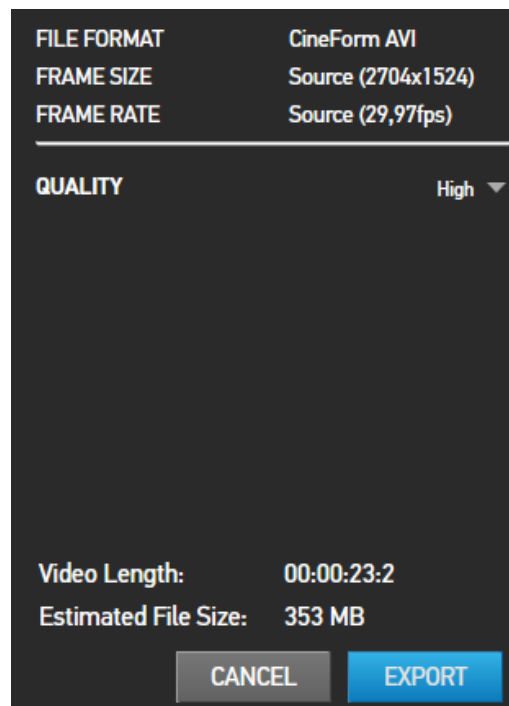 FILE FORMAT CineForm AVI
FRAME SIZE Source (2704x1524)
FRAME RATE Source (29,97fps)
QUALITY High
Video Length: 00:00:23:2
Estimated File Size: 353 MB
CANCEL EXPORT